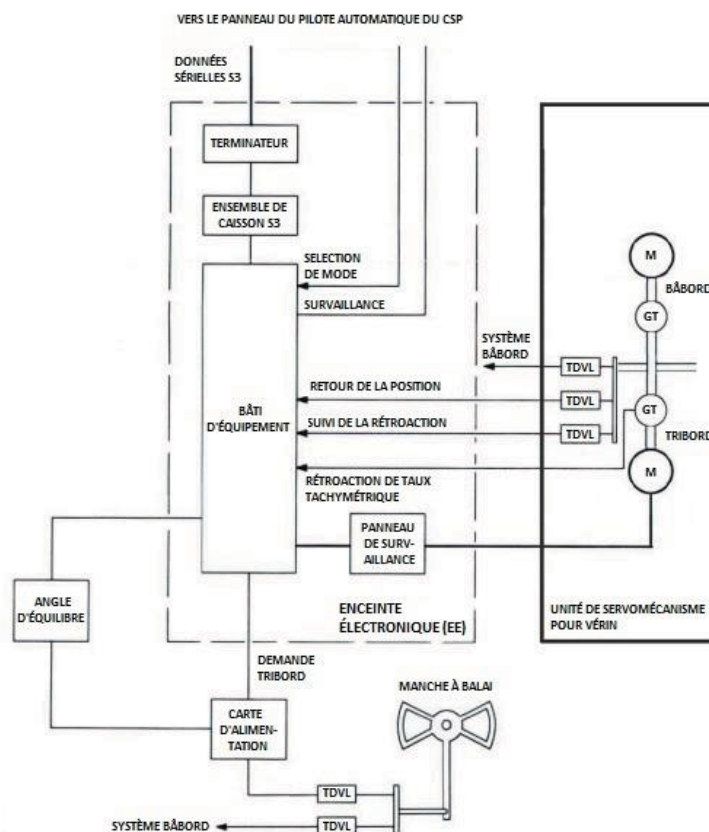 VERS LE PANNEAU DU PILOTE AUTOMATIQUE DU CSP
DONNÉES
SÉRIELLES S3
TERMINATEUR
ENSEMBLE DE
CAISSON S3
SELECTION
DE MODE
SURVAILLANCE
M
BÂBORD
GT
SYSTÈME
BÂBORD
TDVL
RETOUR DE LA POSITION
TDVL
BÂTI
D'ÉQUIPEMENT
SUIVI DE LA RÉTROACTION
TDVL
GT
TRIBORD
M
RÉTROACTION DE TAUX
TACHYMÉTRIQUE
PANNEAU
DE SURV-
AILLANCE
ANGLE
D'ÉQUILIBRE
ENCEINTE
ÉLECTRONIQUE (EE)
UNITÉ DE SERVOMÉCANISME
POUR VÉRIN
DEMANDE
TRIBORD
MANCHE À BALAI
CARTE
D'ALIMEN-
TATION
TDVL
SYSTÈME BÂBORD
TDVL